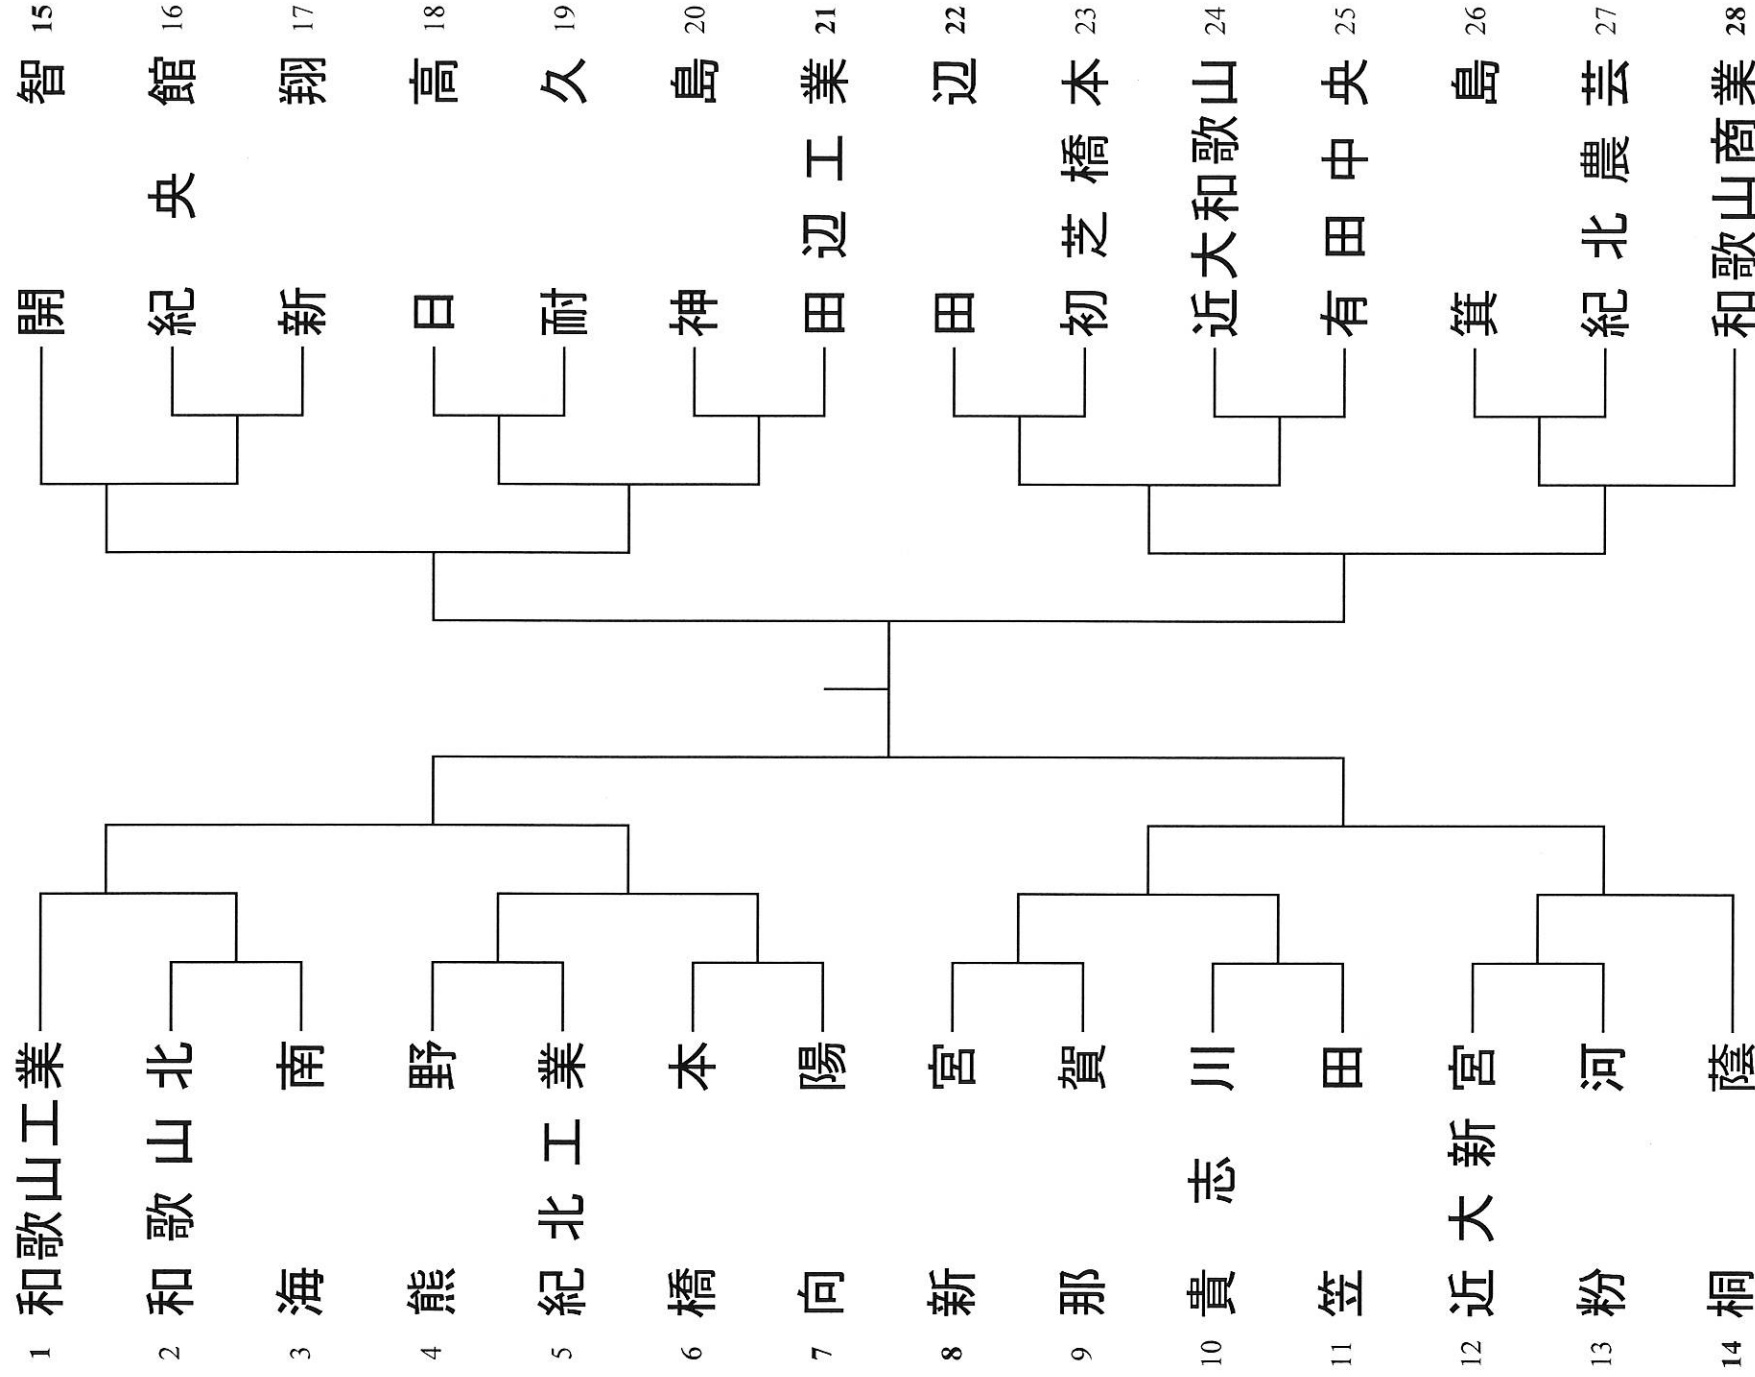 1 和歌山工業
2 和歌山北
3 海南
4 熊野
5 紀北工業
6 橋本
7 向陽
8 新宮
9 那賀
10 貴志川
11 笠田
12 近大新宮
13 粉河
14 桐蔭
開智 15
紀央館 16
新翔 17
日高 18
耐久 19
神島 20
田辺工業 21
田辺 22
初芝橋本 23
近大和歌山 24
有田中央 25
箕島 26
紀北農芸 27
和歌山商業 28